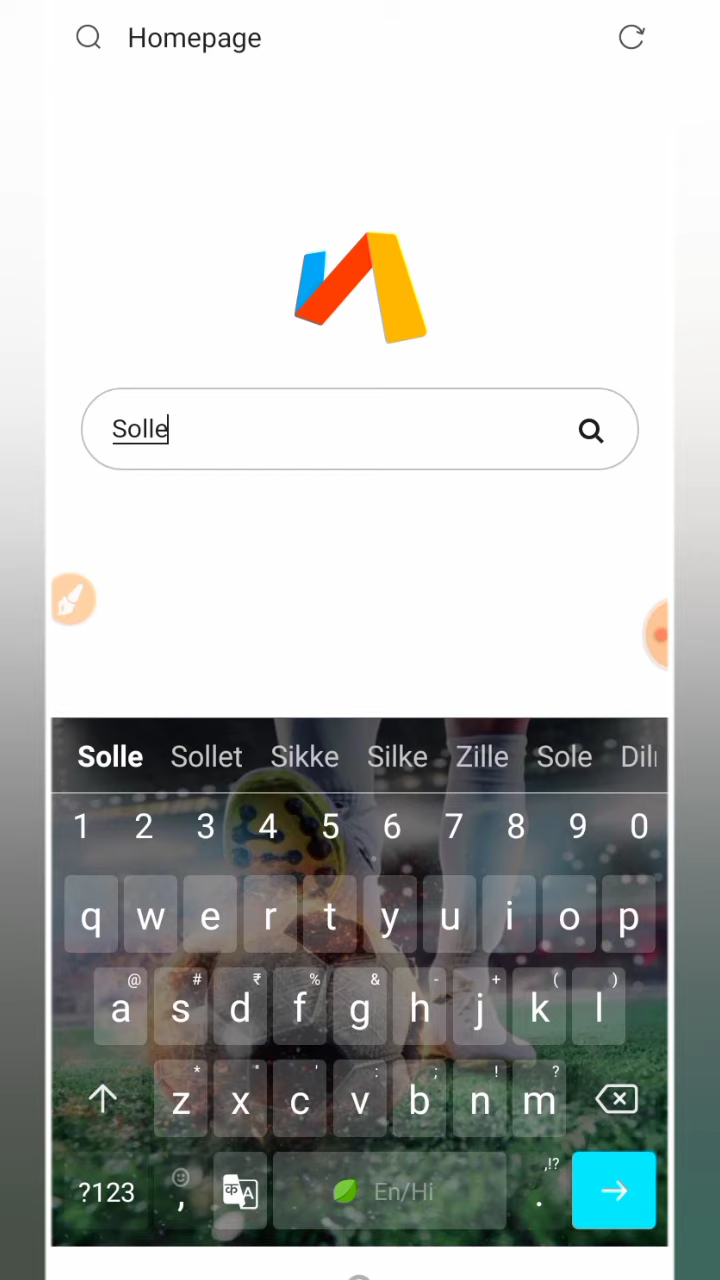 Homepage
Solle
Solle Sollet Sikke Silke Zille Sole
1 2 3 4 5 6 7 8 9 0
q w e r t y u i o p
@ # ₹ % & - + ( )
a s d f g h j k l
* " ' : ; ! ?
z x c v b n m
,!?
?123 , क A En/Hi .